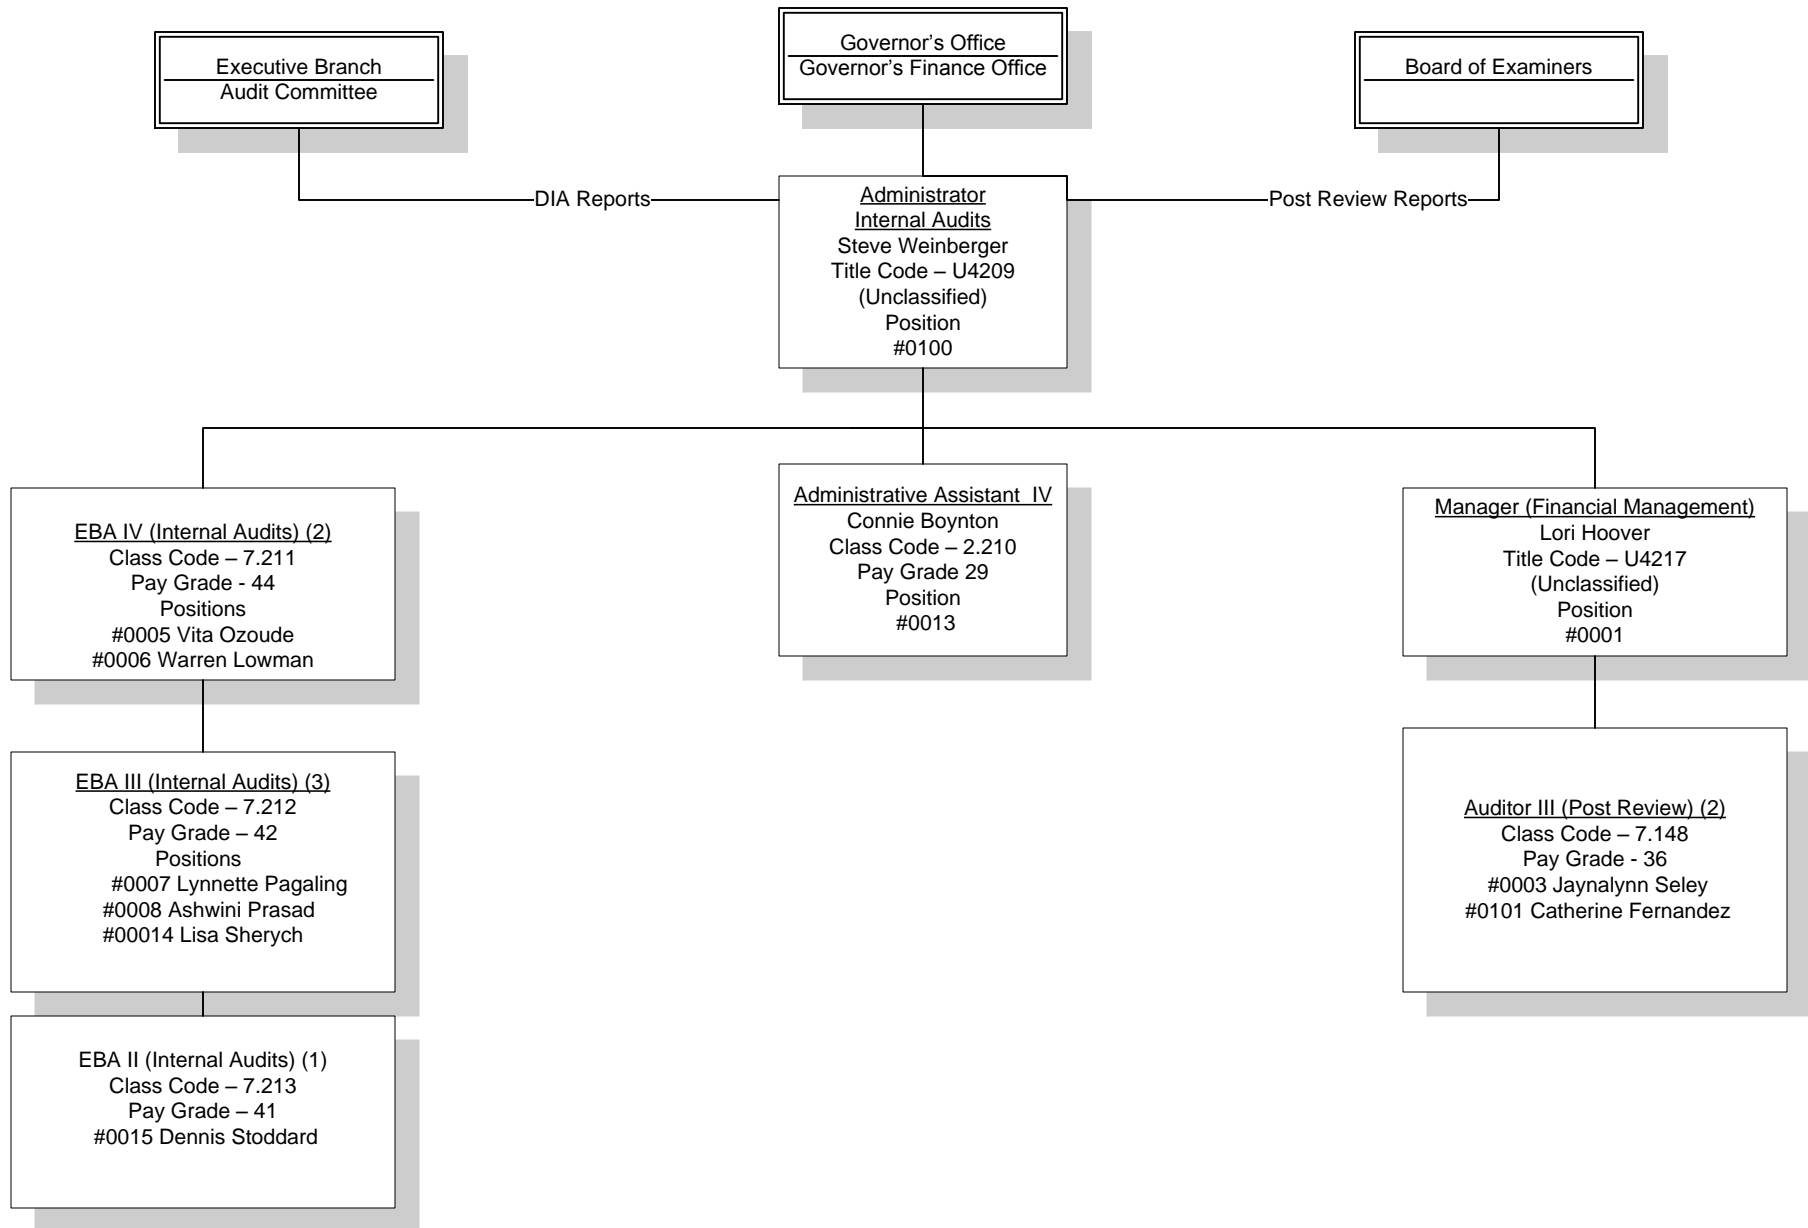 Executive Branch
Audit Committee
Governor’s Office
Governor’s Finance Office
Board of Examiners
DIA Reports
Post Review Reports
Administrator
Internal Audits
Steve Weinberger
Title Code – U4209
(Unclassified)
Position
#0100
EBA IV (Internal Audits) (2)
Class Code – 7.211
Pay Grade - 44
Positions
#0005 Vita Ozoude
#0006 Warren Lowman
Administrative Assistant  IV
Connie Boynton
Class Code – 2.210
Pay Grade 29
Position
#0013
Manager (Financial Management)
Lori Hoover
Title Code – U4217
(Unclassified)
Position
#0001
EBA III (Internal Audits) (3)
Class Code – 7.212
Pay Grade – 42
Positions
#0007 Lynnette Pagaling
#0008 Ashwini Prasad
#00014 Lisa Sherych
Auditor III (Post Review) (2)
Class Code – 7.148
Pay Grade - 36
#0003 Jaynalynn Seley
#0101 Catherine Fernandez
EBA II (Internal Audits) (1)
Class Code – 7.213
Pay Grade – 41
#0015 Dennis Stoddard